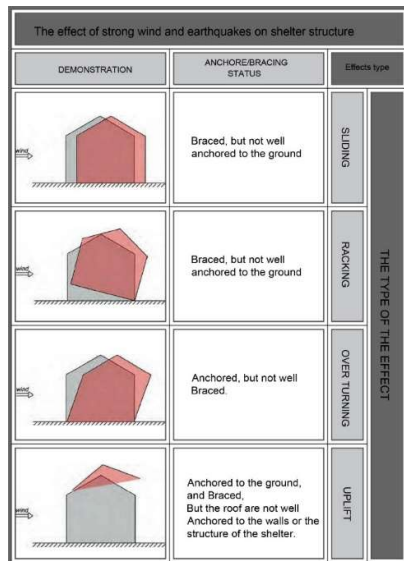 The effect of strong wind and earthquakes on shelter structure
DEMONSTRATION
ANCHORE/BRACING
STATUS
Effects type
wind
Braced, but not well
anchored to the ground
SLIDING
wind
Braced, but not well
anchored to the ground
RACKING
wind
Anchored, but not well
Braced.
OVER TURNING
wind
Anchored to the ground,
and Braced,
But the roof are not well
Anchored to the walls or the
structure of the shelter.
UPLIFT
THE TYPE OF THE EFFECT